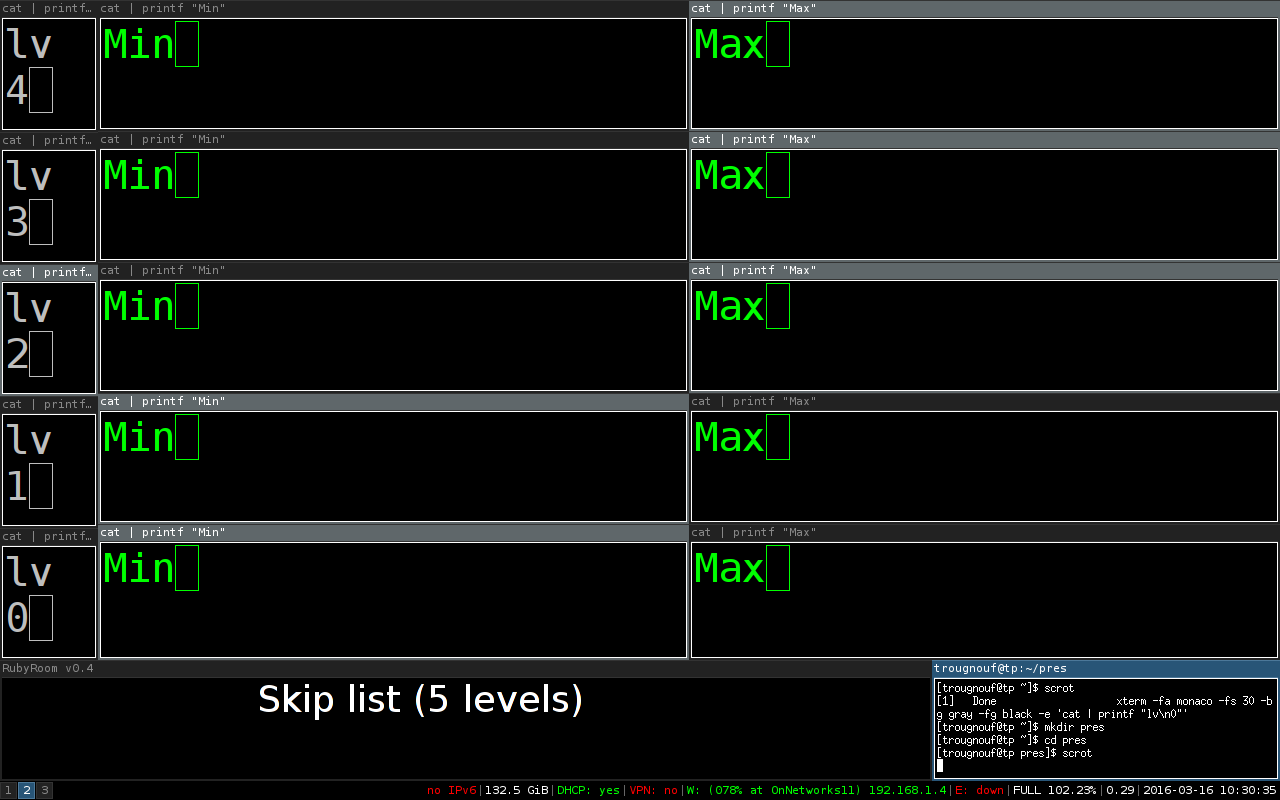 cat | printf… cat | printf "Min" cat | printf "Max"
lv Min Max
4
cat | printf… cat | printf "Min" cat | printf "Max"
lv Min Max
3
cat | printf… cat | printf "Min" cat | printf "Max"
lv Min Max
2
cat | printf… cat | printf "Min" cat | printf "Max"
lv Min Max
1
cat | printf… cat | printf "Min" cat | printf "Max"
lv Min Max
0
RubyRoom v0.4
Skip list (5 levels)
trougnouf@tp:~/pres
[trougnouf@tp ~]$ scrot
[1]   Done                    xterm -fa monaco -fs 30 -b
g gray -fg black -e 'cat | printf "lv\n0"'
[trougnouf@tp ~]$ mkdir pres
[trougnouf@tp ~]$ cd pres
[trougnouf@tp pres]$ scrot
1 2 3 no IPv6|132.5 GiB|DHCP: yes|VPN: no|W: (078% at OnNetworks11) 192.168.1.4|E: down|FULL 102.23%|0.29|2016-03-16 10:30:35